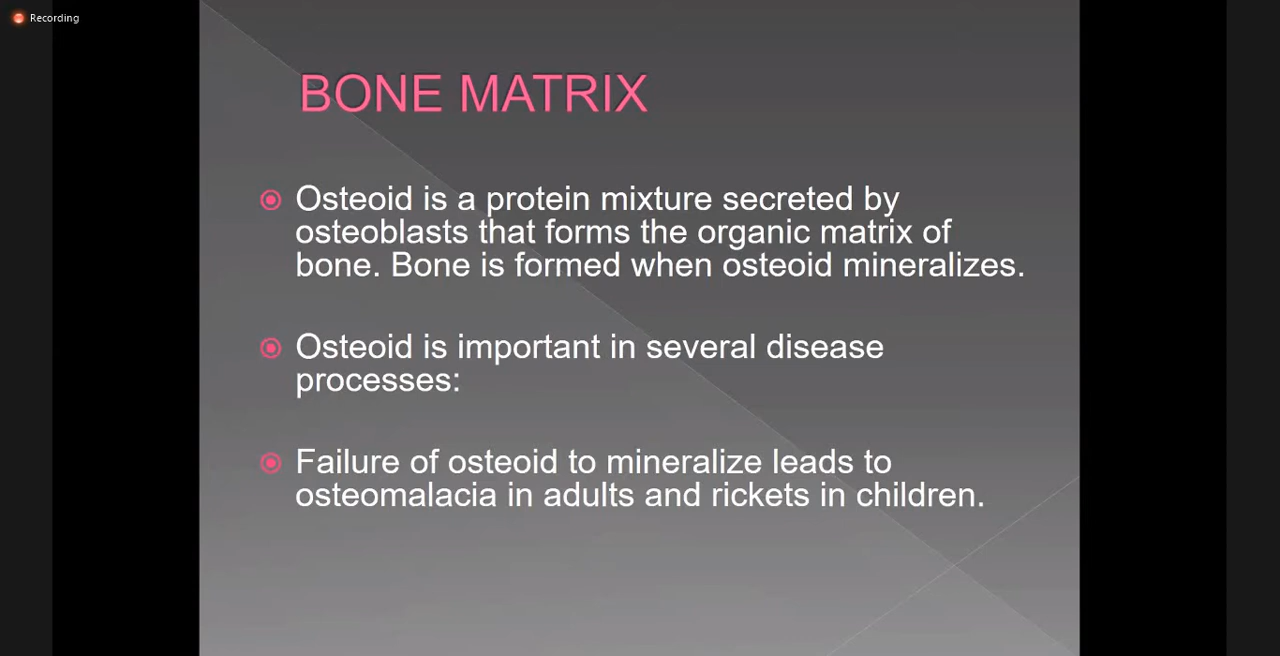 Recording
BONE MATRIX
Osteoid is a protein mixture secreted by
osteoblasts that forms the organic matrix of
bone. Bone is formed when osteoid mineralizes.
Osteoid is important in several disease
processes:
Failure of osteoid to mineralize leads to
osteomalacia in adults and rickets in children.